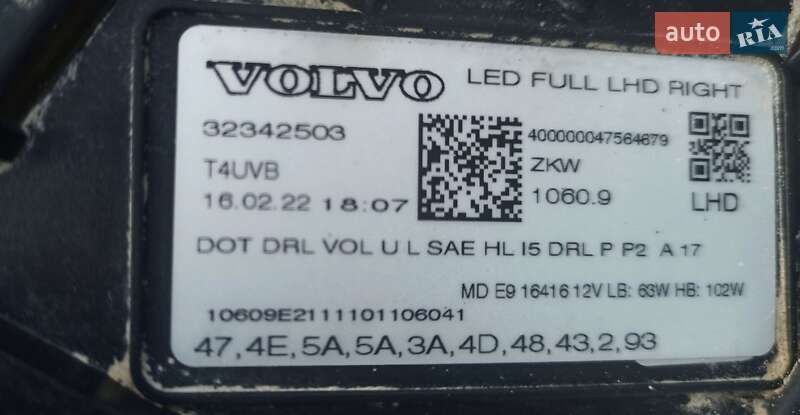 auto RIA.com
VOLVO LED FULL LHD RIGHT
32342503
400000047564679
T4UVB
ZKW
16.02.22 18:07
1060.9
LHD
DOT DRL VOL U L SAE HL I5 DRL P P2 A 17
MD E9 16416 12V LB: 63W HB: 102W
10609E2111101106041
47,4E,5A,5A,3A,4D,48,43,2,93